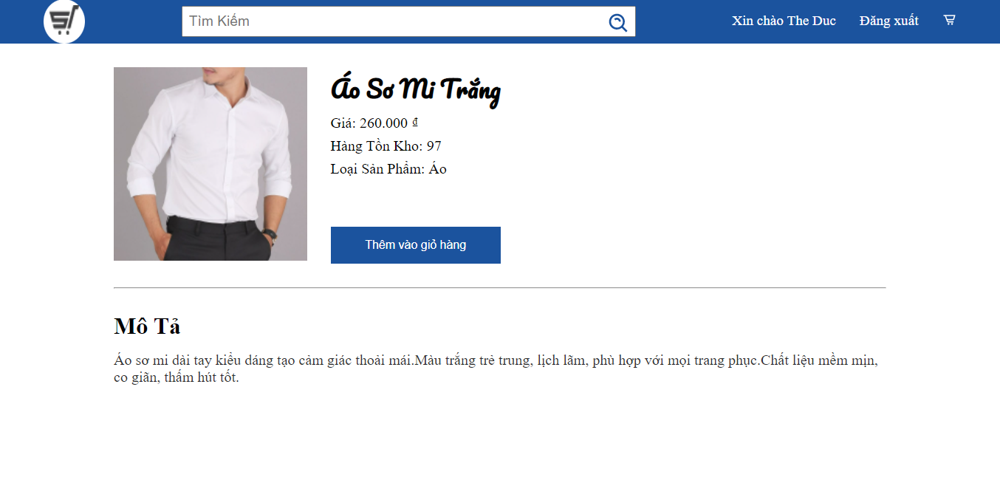 Tìm Kiếm
Xin chào The Duc
Đăng xuất
Áo Sơ Mi Trắng
Giá: 260.000 ₫
Hàng Tồn Kho: 97
Loại Sản Phẩm: Áo
Thêm vào giỏ hàng
Mô Tả
Áo sơ mi dài tay kiểu dáng tạo cảm giác thoải mái.Màu trắng trẻ trung, lịch lãm, phù hợp với mọi trang phục.Chất liệu mềm mịn,
co giãn, thấm hút tốt.